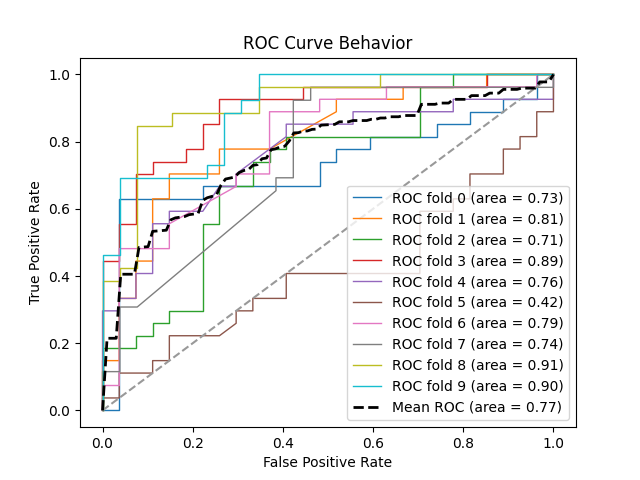 ROC Curve Behavior
True Positive Rate
1.0
0.8
0.6
0.4
0.2
0.0
ROC fold 0 (area = 0.73)
ROC fold 1 (area = 0.81)
ROC fold 2 (area = 0.71)
ROC fold 3 (area = 0.89)
ROC fold 4 (area = 0.76)
ROC fold 5 (area = 0.42)
ROC fold 6 (area = 0.79)
ROC fold 7 (area = 0.74)
ROC fold 8 (area = 0.91)
ROC fold 9 (area = 0.90)
Mean ROC (area = 0.77)
0.0 0.2 0.4 0.6 0.8 1.0
False Positive Rate